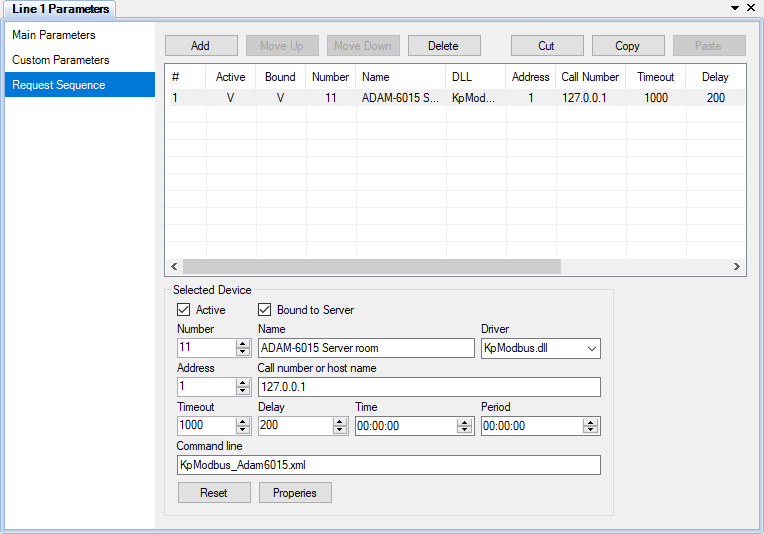 Line 1 Parameters
Main Parameters
Custom Parameters
Request Sequence
Add Move Up Move Down Delete Cut Copy Paste
# Active Bound Number Name DLL Address Call Number Timeout Delay
1 V V 11 ADAM-6015 S... KpMod... 1 127.0.0.1 1000 200
Selected Device
Active Bound to Server
Number Name Driver
11 ADAM-6015 Server room KpModbus.dll
Address Call number or host name
1 127.0.0.1
Timeout Delay Time Period
1000 200 00:00:00 00:00:00
Command line
KpModbus_Adam6015.xml
Reset Properies